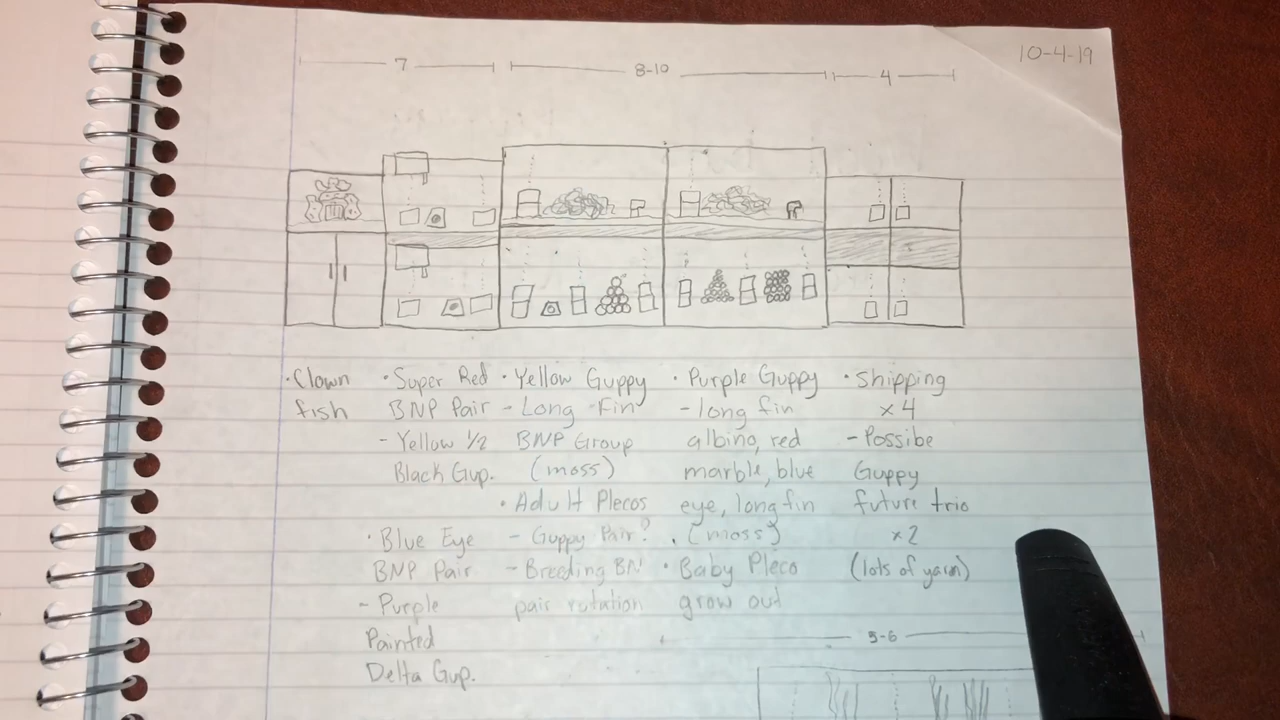 10-4-19
7 8-10 4
· Clown · Super Red · Yellow Guppy · Purple Guppy · Shipping
fish BNP Pair - Long Fin - long fin x4
- Yellow 1/2 BNP Group albino, red - Possibe
Black Gup. (moss) marble, blue Guppy
· Adult Plecos eye, long fin future trio
· Blue Eye - Guppy Pair? (moss) x2
BNP Pair - Breeding BN · Baby Pleco (lots of yarn)
- Purple pair rotation grow out
Painted 5-6
Delta Gup.